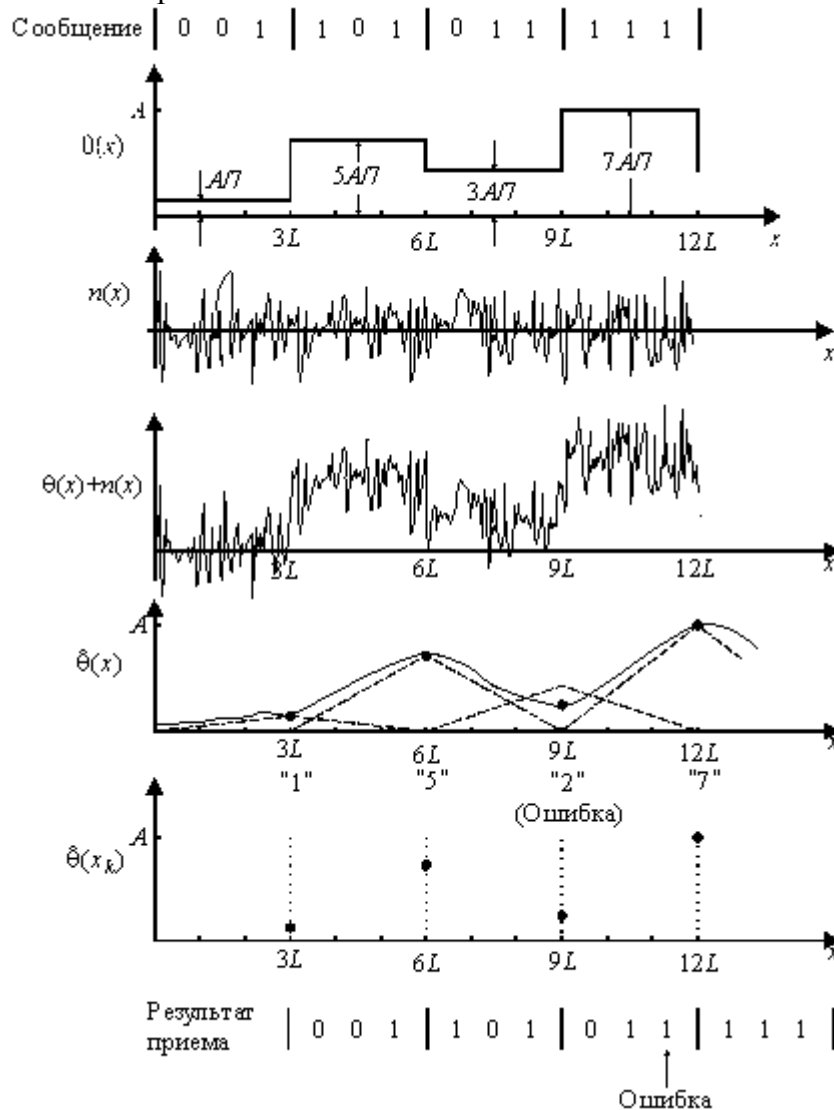 Сообщение | 0 0 1 | 1 0 1 | 0 1 1 | 1 1 1 |
A
θ(x)
A/7
5A/7
3A/7
7A/7
3L 6L 9L 12L x
n(x)
x
θ(x)+n(x)
3L 6L 9L 12L x
A
θ̂(x)
3L 6L 9L 12L x
"1" "5" "2" "7"
(Ошибка)
A
θ̂(x_k)
3L 6L 9L 12L x
Результат
приема | 0 0 1 | 1 0 1 | 0 1 1 | 1 1 1 |
Ошибка